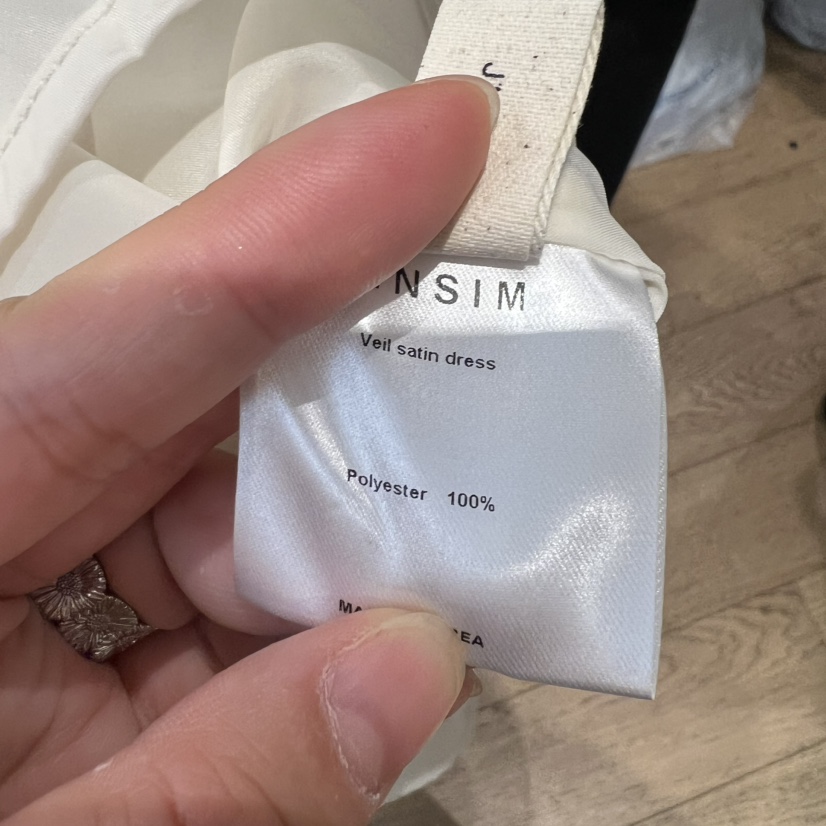 NSIM
Veil satin dress
Polyester 100%